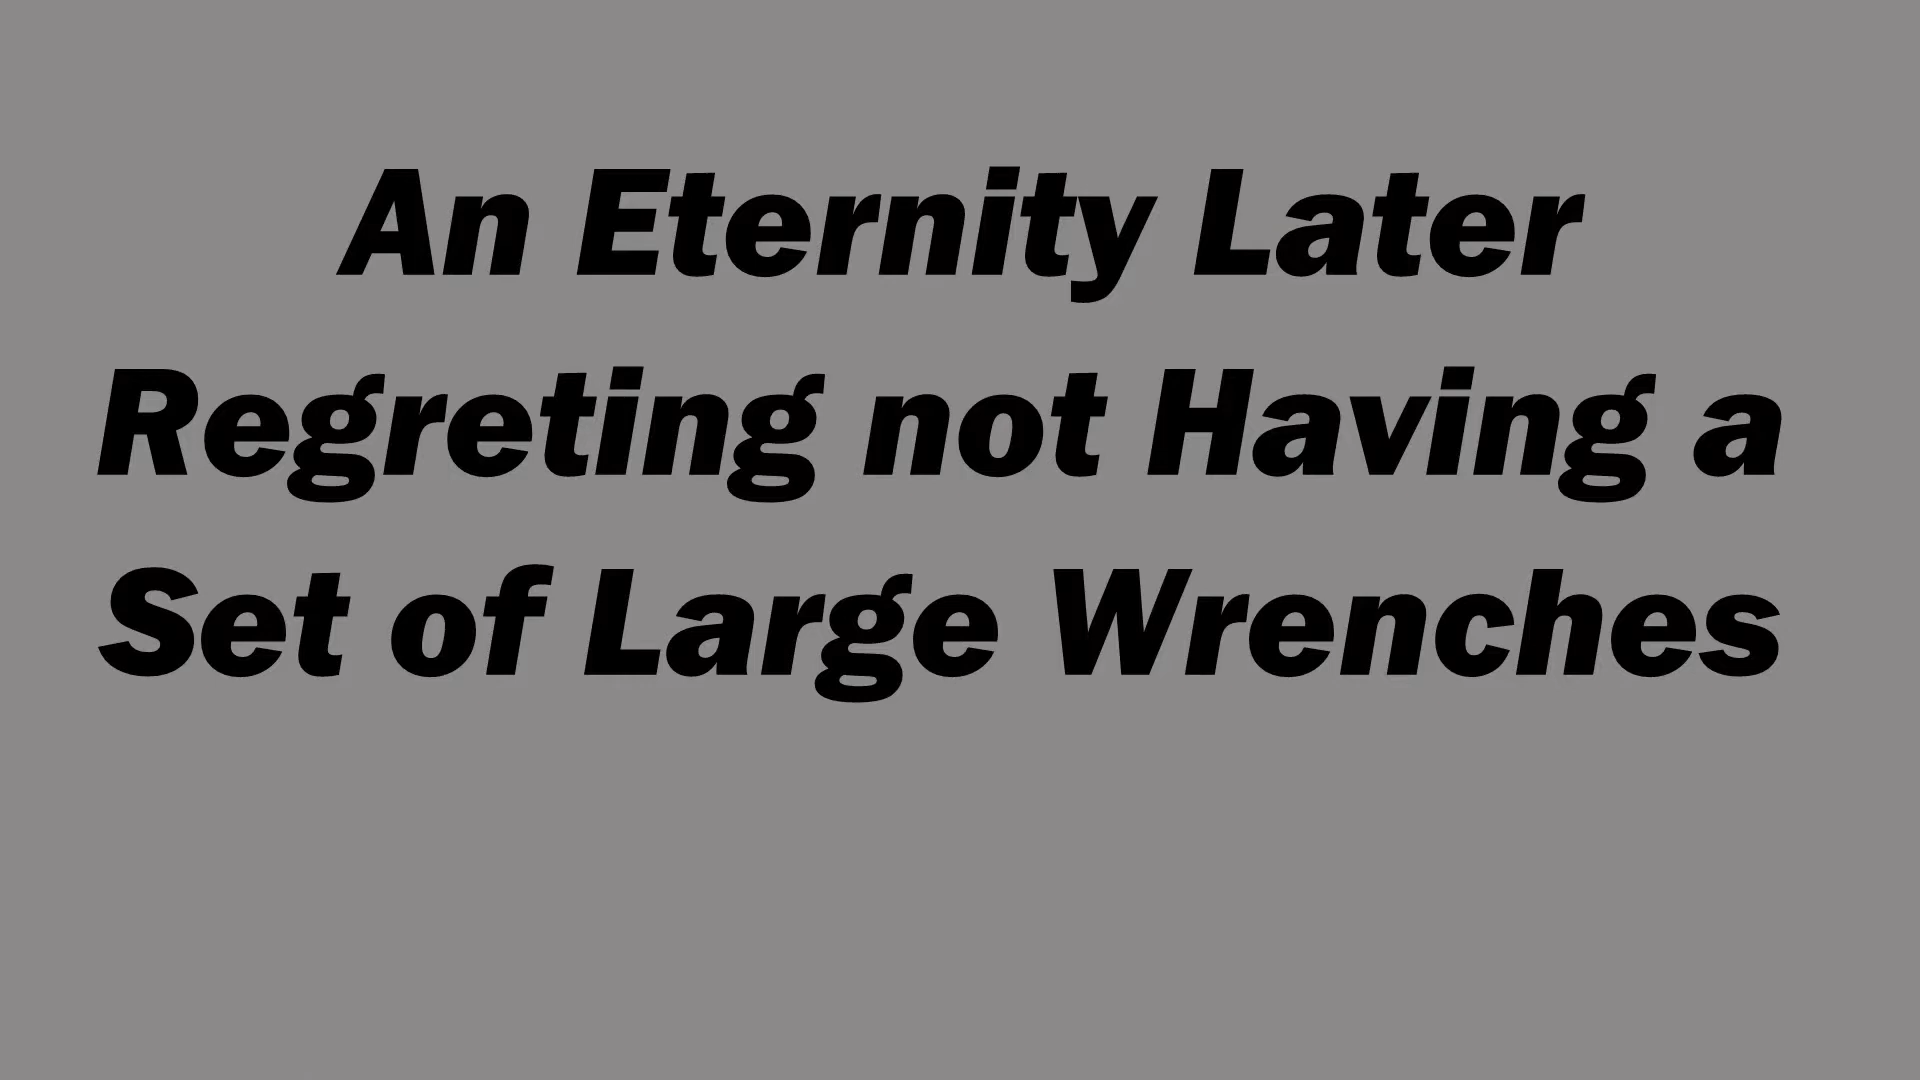 An Eternity Later
Regreting not Having a
Set of Large Wrenches